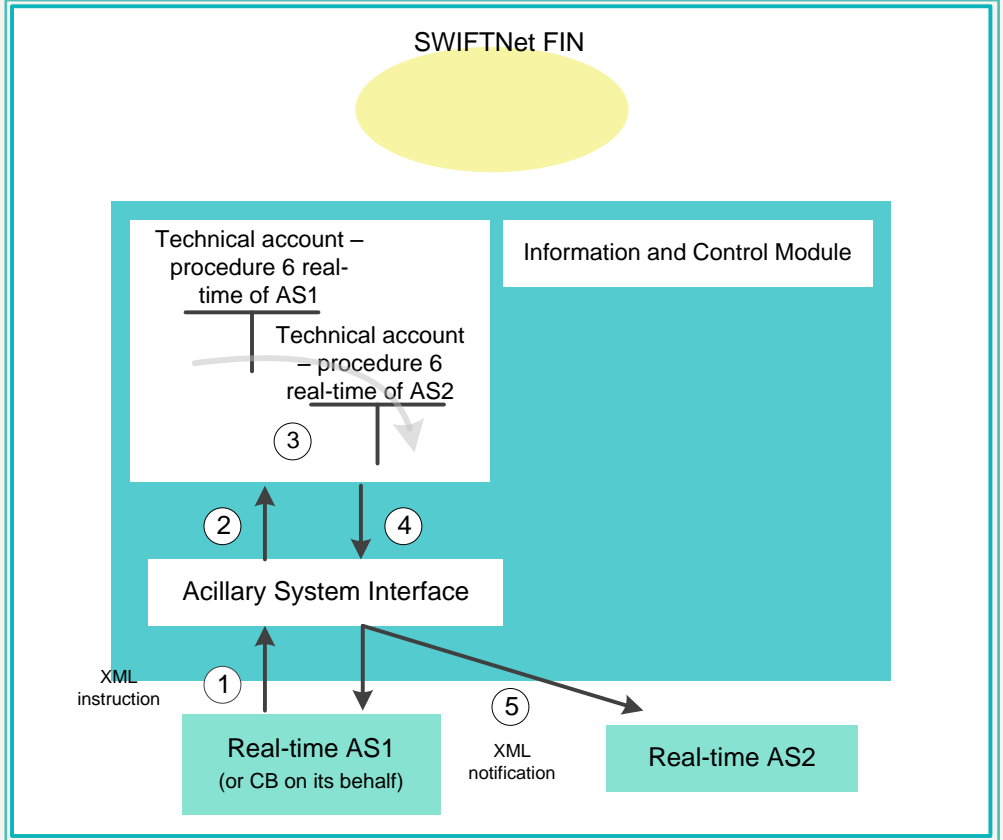 SWIFTNet FIN
Technical account –
procedure 6 real-
time of AS1
Information and Control Module
Technical account
– procedure 6
real-time of AS2
3
2
4
Acillary System Interface
XML
instruction
1
5
XML
notification
Real-time AS1
(or CB on its behalf)
Real-time AS2